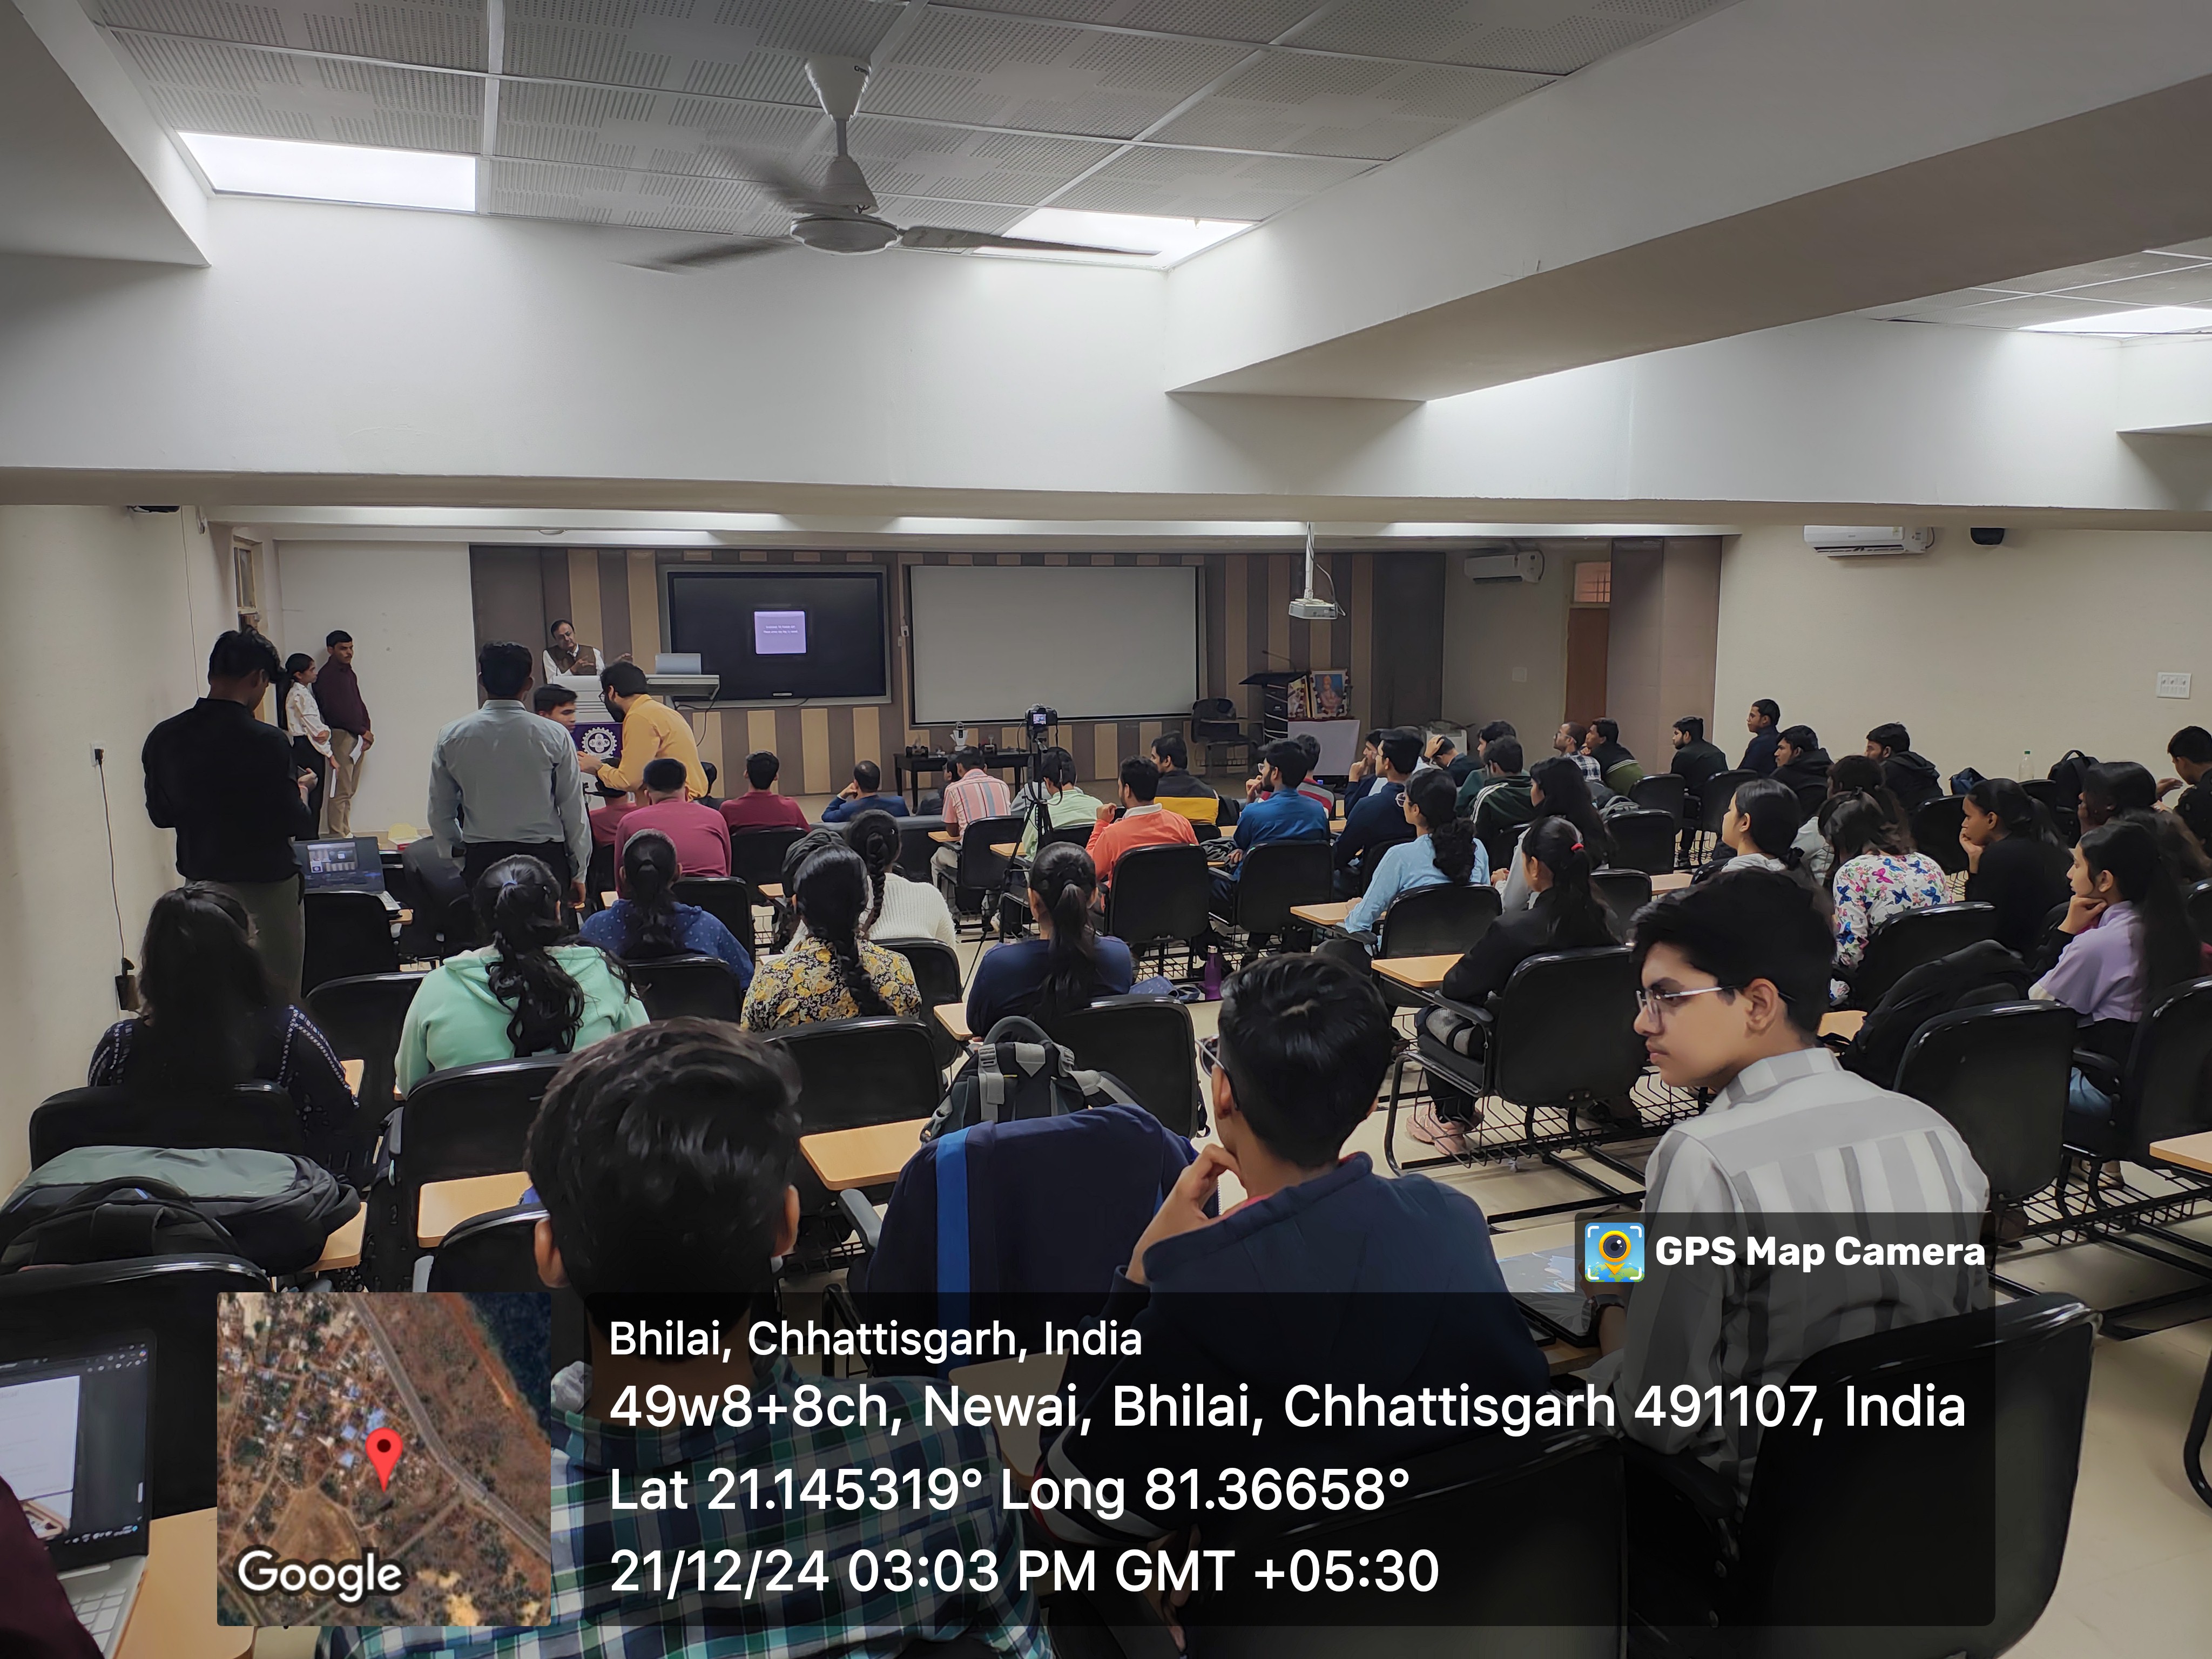 GPS Map Camera
Bhilai, Chhattisgarh, India
49w8+8ch, Newai, Bhilai, Chhattisgarh 491107, India
Lat 21.145319° Long 81.36658°
21/12/24 03:03 PM GMT +05:30
Google